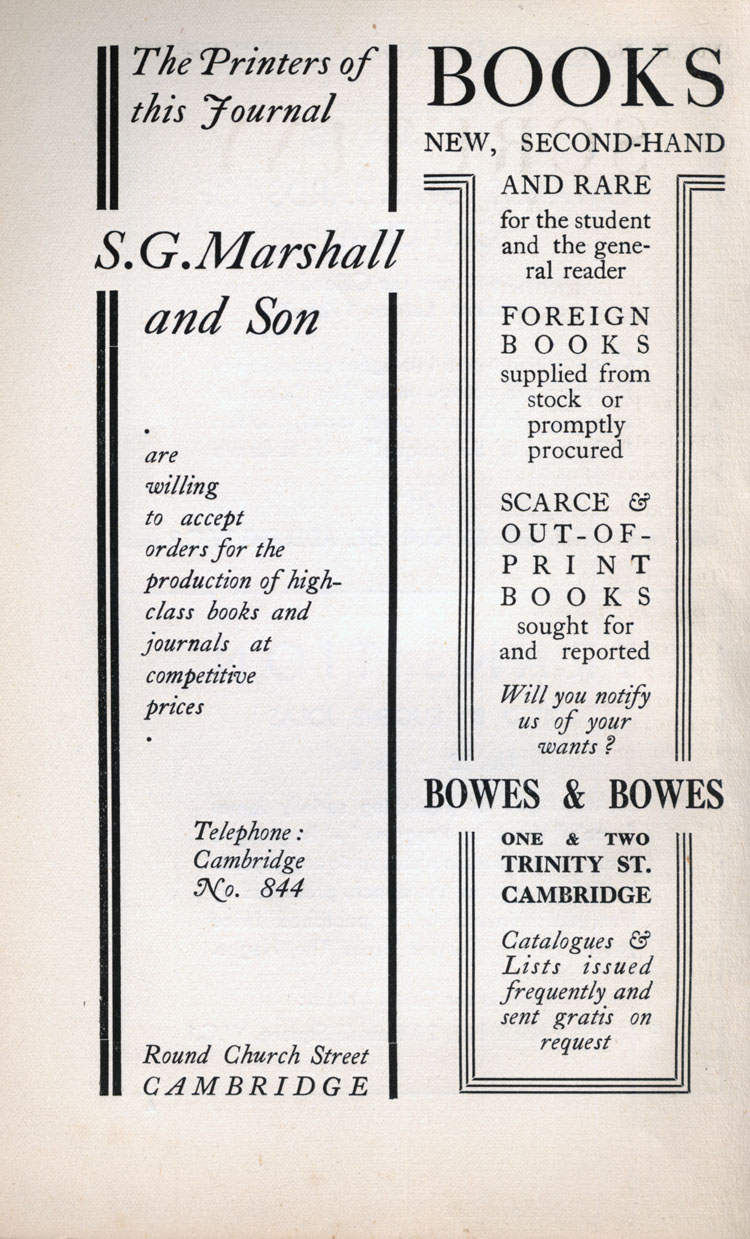 The Printers of
this Journal
S.G.Marshall
and Son
are
willing
to accept
orders for the
production of high-
class books and
journals at
competitive
prices
Telephone :
Cambridge
No. 844
Round Church Street
CAMBRIDGE
BOOKS
NEW, SECOND-HAND
AND RARE
for the student
and the gene-
ral reader
FOREIGN
BOOKS
supplied from
stock or
promptly
procured
SCARCE &
OUT-OF-
PRINT
BOOKS
sought for
and reported
Will you notify
us of your
wants ?
BOWES & BOWES
ONE & TWO
TRINITY ST.
CAMBRIDGE
Catalogues &
Lists issued
frequently and
sent gratis on
request